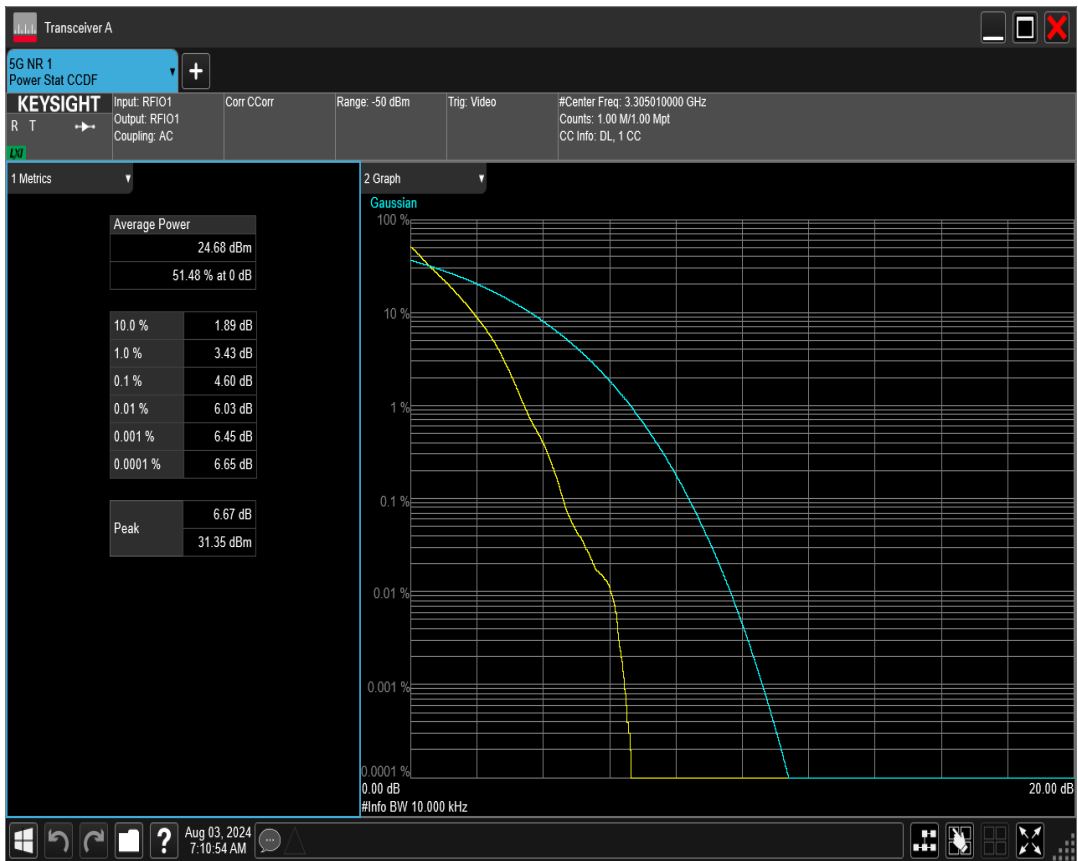 Transceiver A
5G NR 1
Power Stat CCDF
+
KEYSIGHT
R T
LXI
Input: RFIO1
Output: RFIO1
Coupling: AC
Corr CCorr
Range: -50 dBm
Trig: Video
#Center Freq: 3.305010000 GHz
Counts: 1.00 M/1.00 Mpt
CC Info: DL, 1 CC
1 Metrics
Average Power
24.68 dBm
51.48 % at 0 dB
10.0 % 1.89 dB
1.0 % 3.43 dB
0.1 % 4.60 dB
0.01 % 6.03 dB
0.001 % 6.45 dB
0.0001 % 6.65 dB
Peak
6.67 dB
31.35 dBm
2 Graph
Gaussian
100 %
10 %
1 %
0.1 %
0.01 %
0.001 %
0.0001 %
0.00 dB 20.00 dB
#Info BW 10.000 kHz
?
Aug 03, 2024
7:10:54 AM